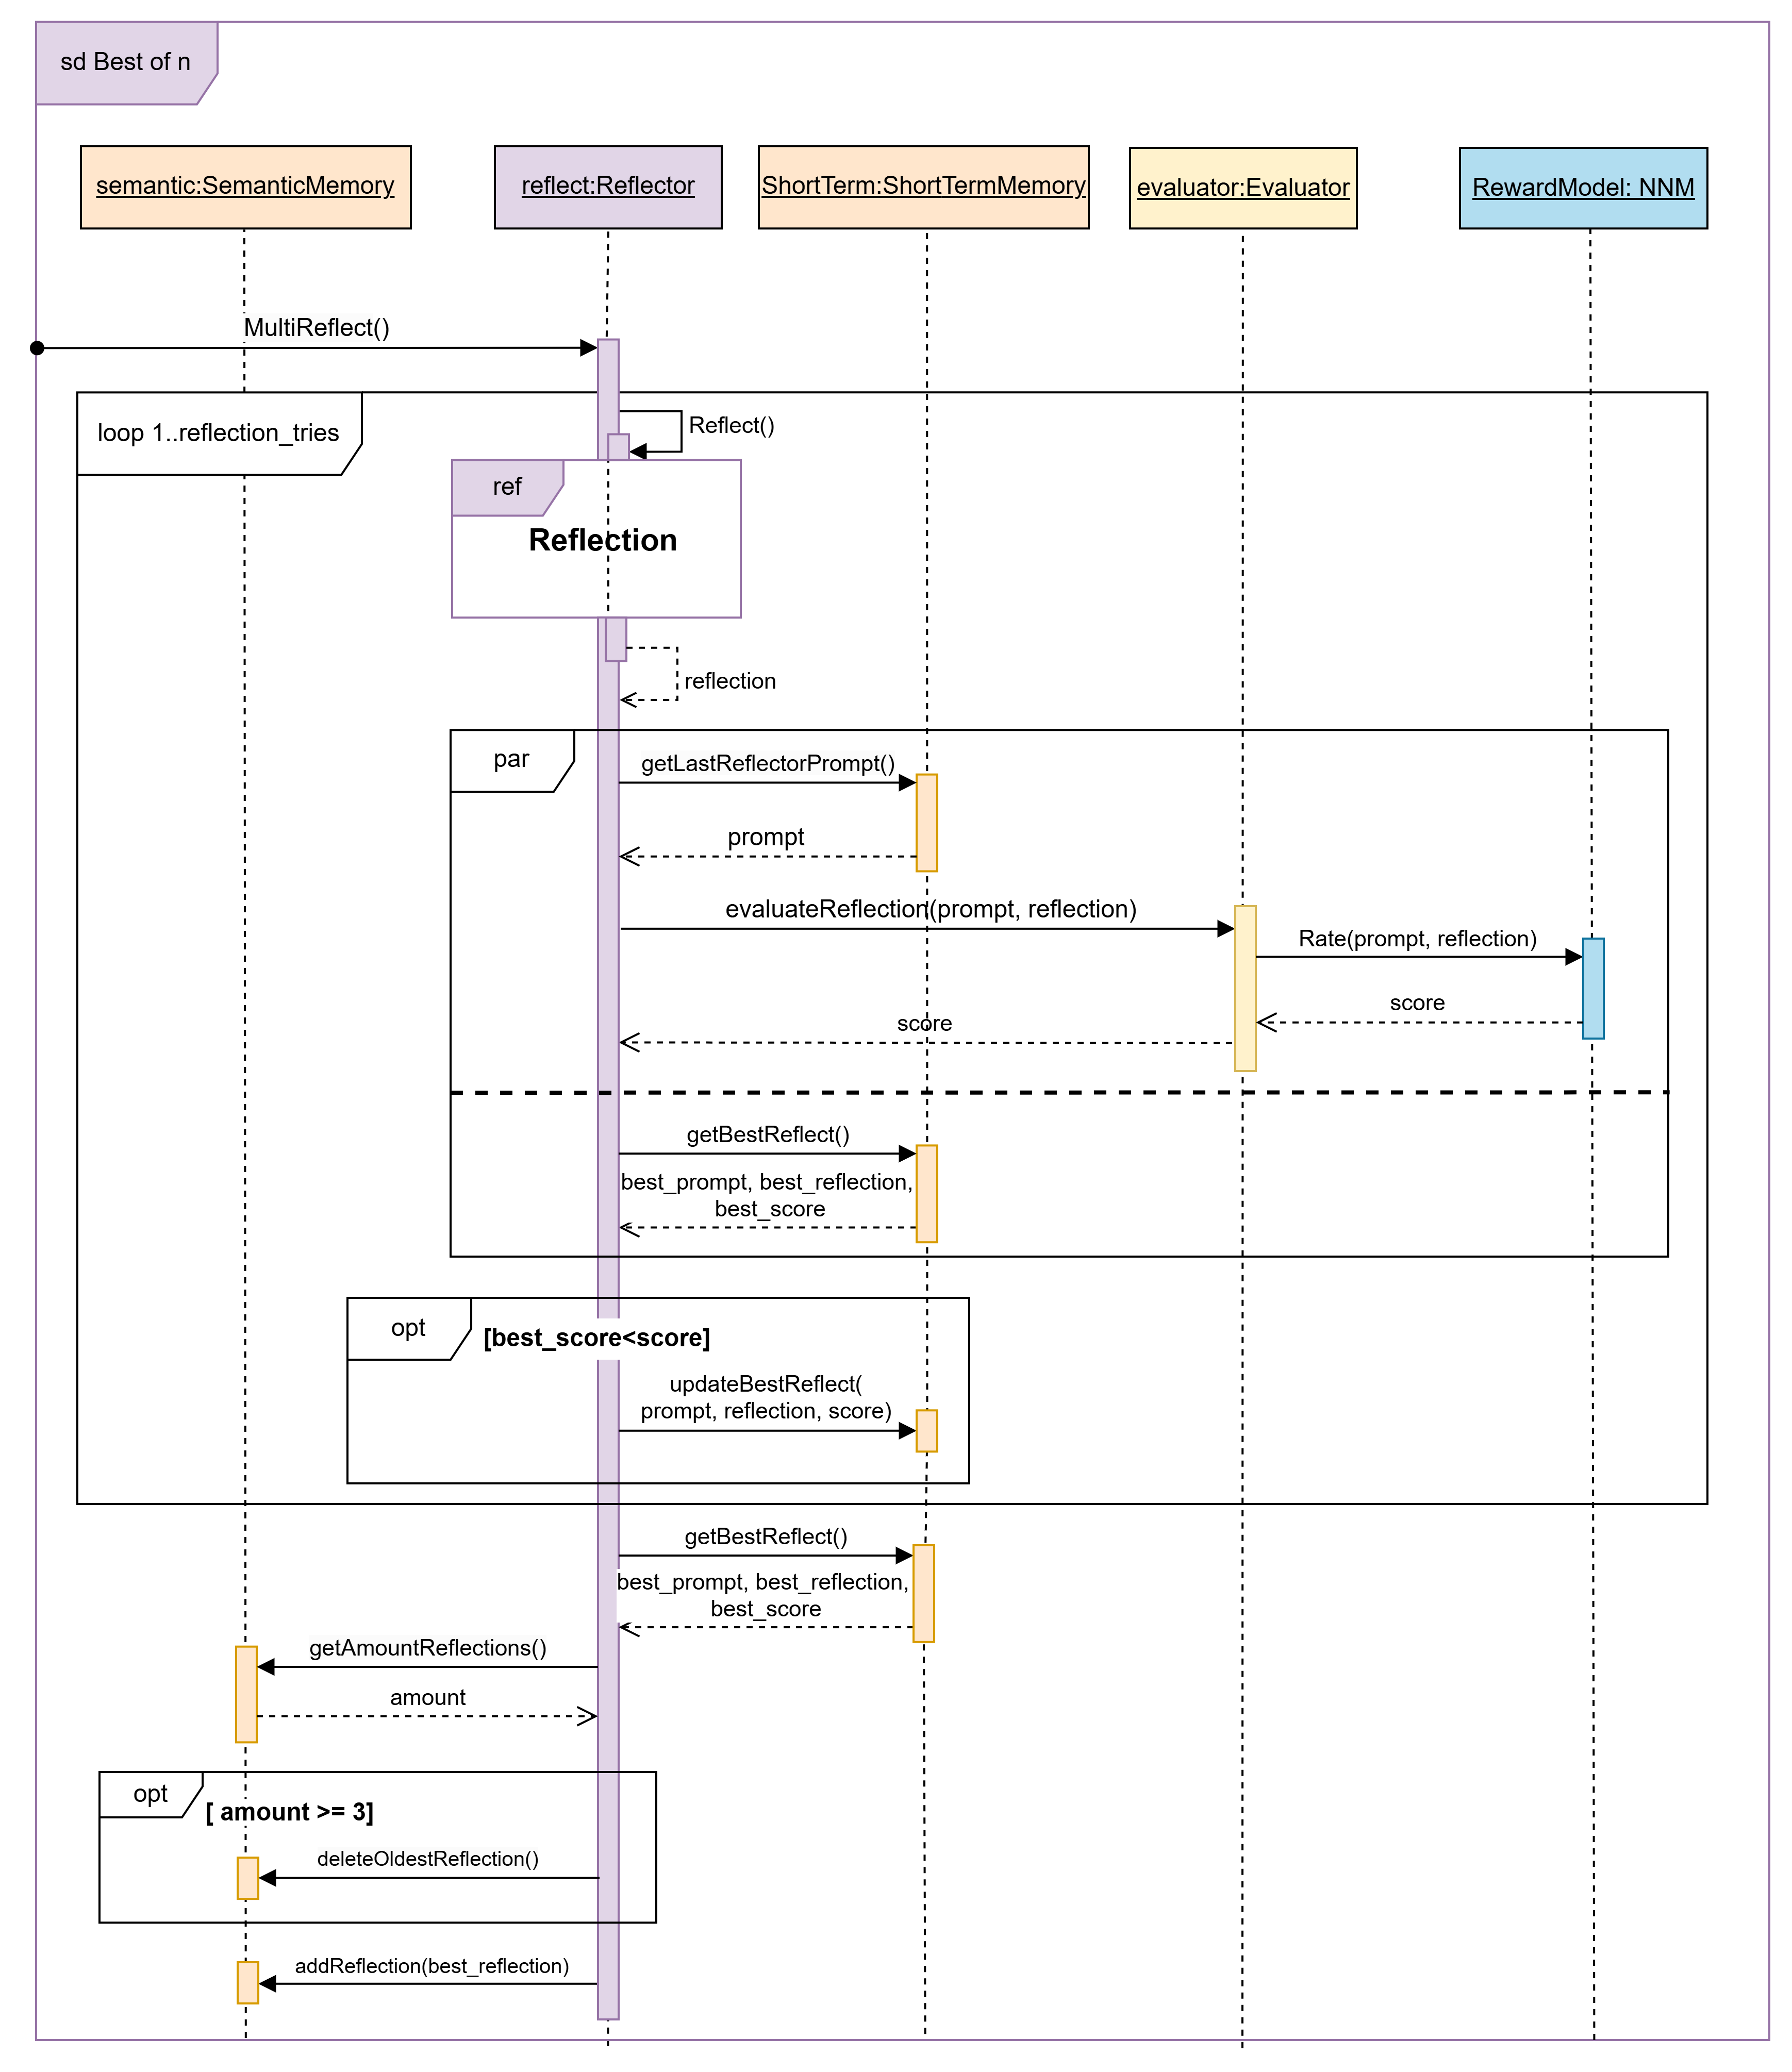 sd Best of n
semantic:SemanticMemory
reflect:Reflector
ShortTerm:ShortTermMemory
evaluator:Evaluator
RewardModel: NNM
MultiReflect()
loop 1..reflection_tries
Reflect()
ref
Reflection
reflection
par
getLastReflectorPrompt()
prompt
evaluateReflection(prompt, reflection)
Rate(prompt, reflection)
score
score
getBestReflect()
best_prompt, best_reflection,
best_score
opt
[best_score<score]
updateBestReflect(
prompt, reflection, score)
getBestReflect()
best_prompt, best_reflection,
best_score
getAmountReflections()
amount
opt
[ amount >= 3]
deleteOldestReflection()
addReflection(best_reflection)